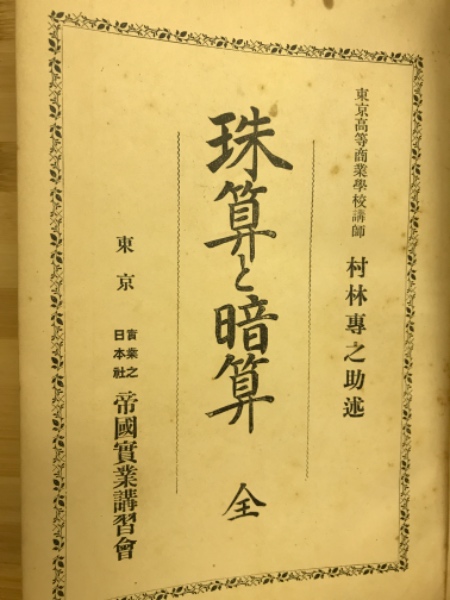 東京高等商業學校講師 村林專之助述
珠算と暗算 全
東京 實業之日本社 帝國實業講習會